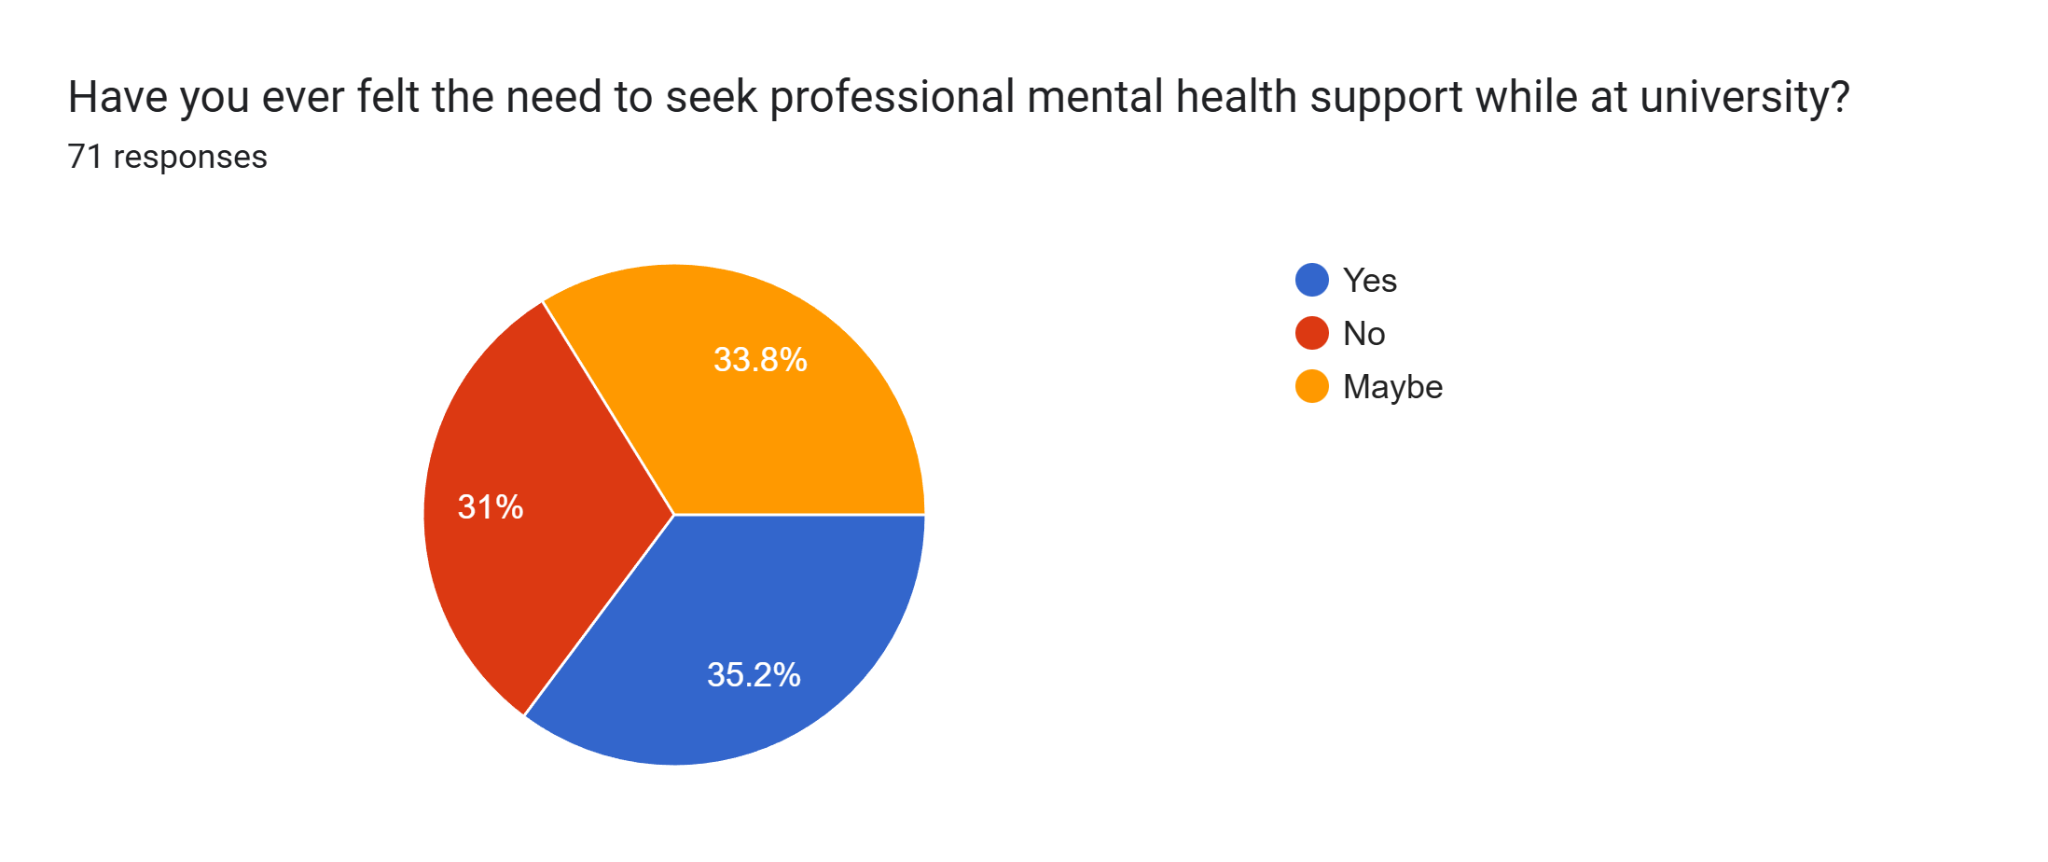 Have you ever felt the need to seek professional mental health support while at university?
71 responses
Yes
No
Maybe
33.8%
31%
35.2%